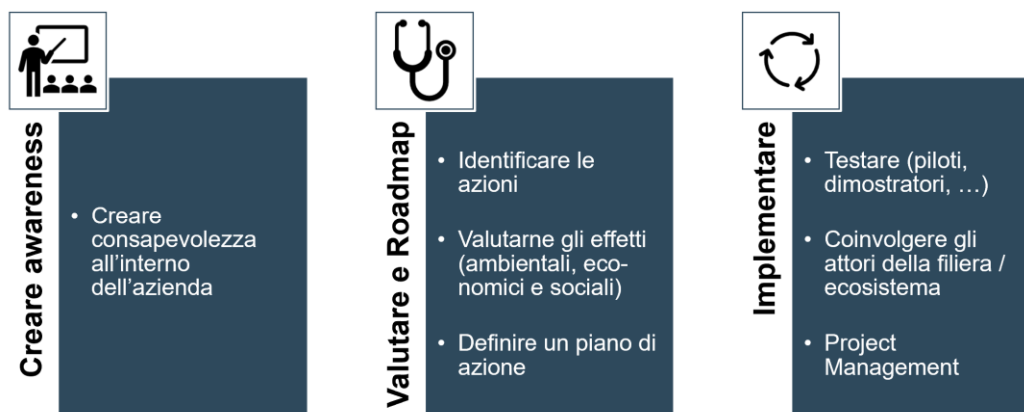 Creare awareness
• Creare
consapevolezza
all’interno
dell’azienda
Valutare e Roadmap
• Identificare le
azioni
• Valutarne gli effetti
(ambientali, eco-
nomici e sociali)
• Definire un piano di
azione
Implementare
• Testare (piloti,
dimostratori, …)
• Coinvolgere gli
attori della filiera /
ecosistema
• Project
Management